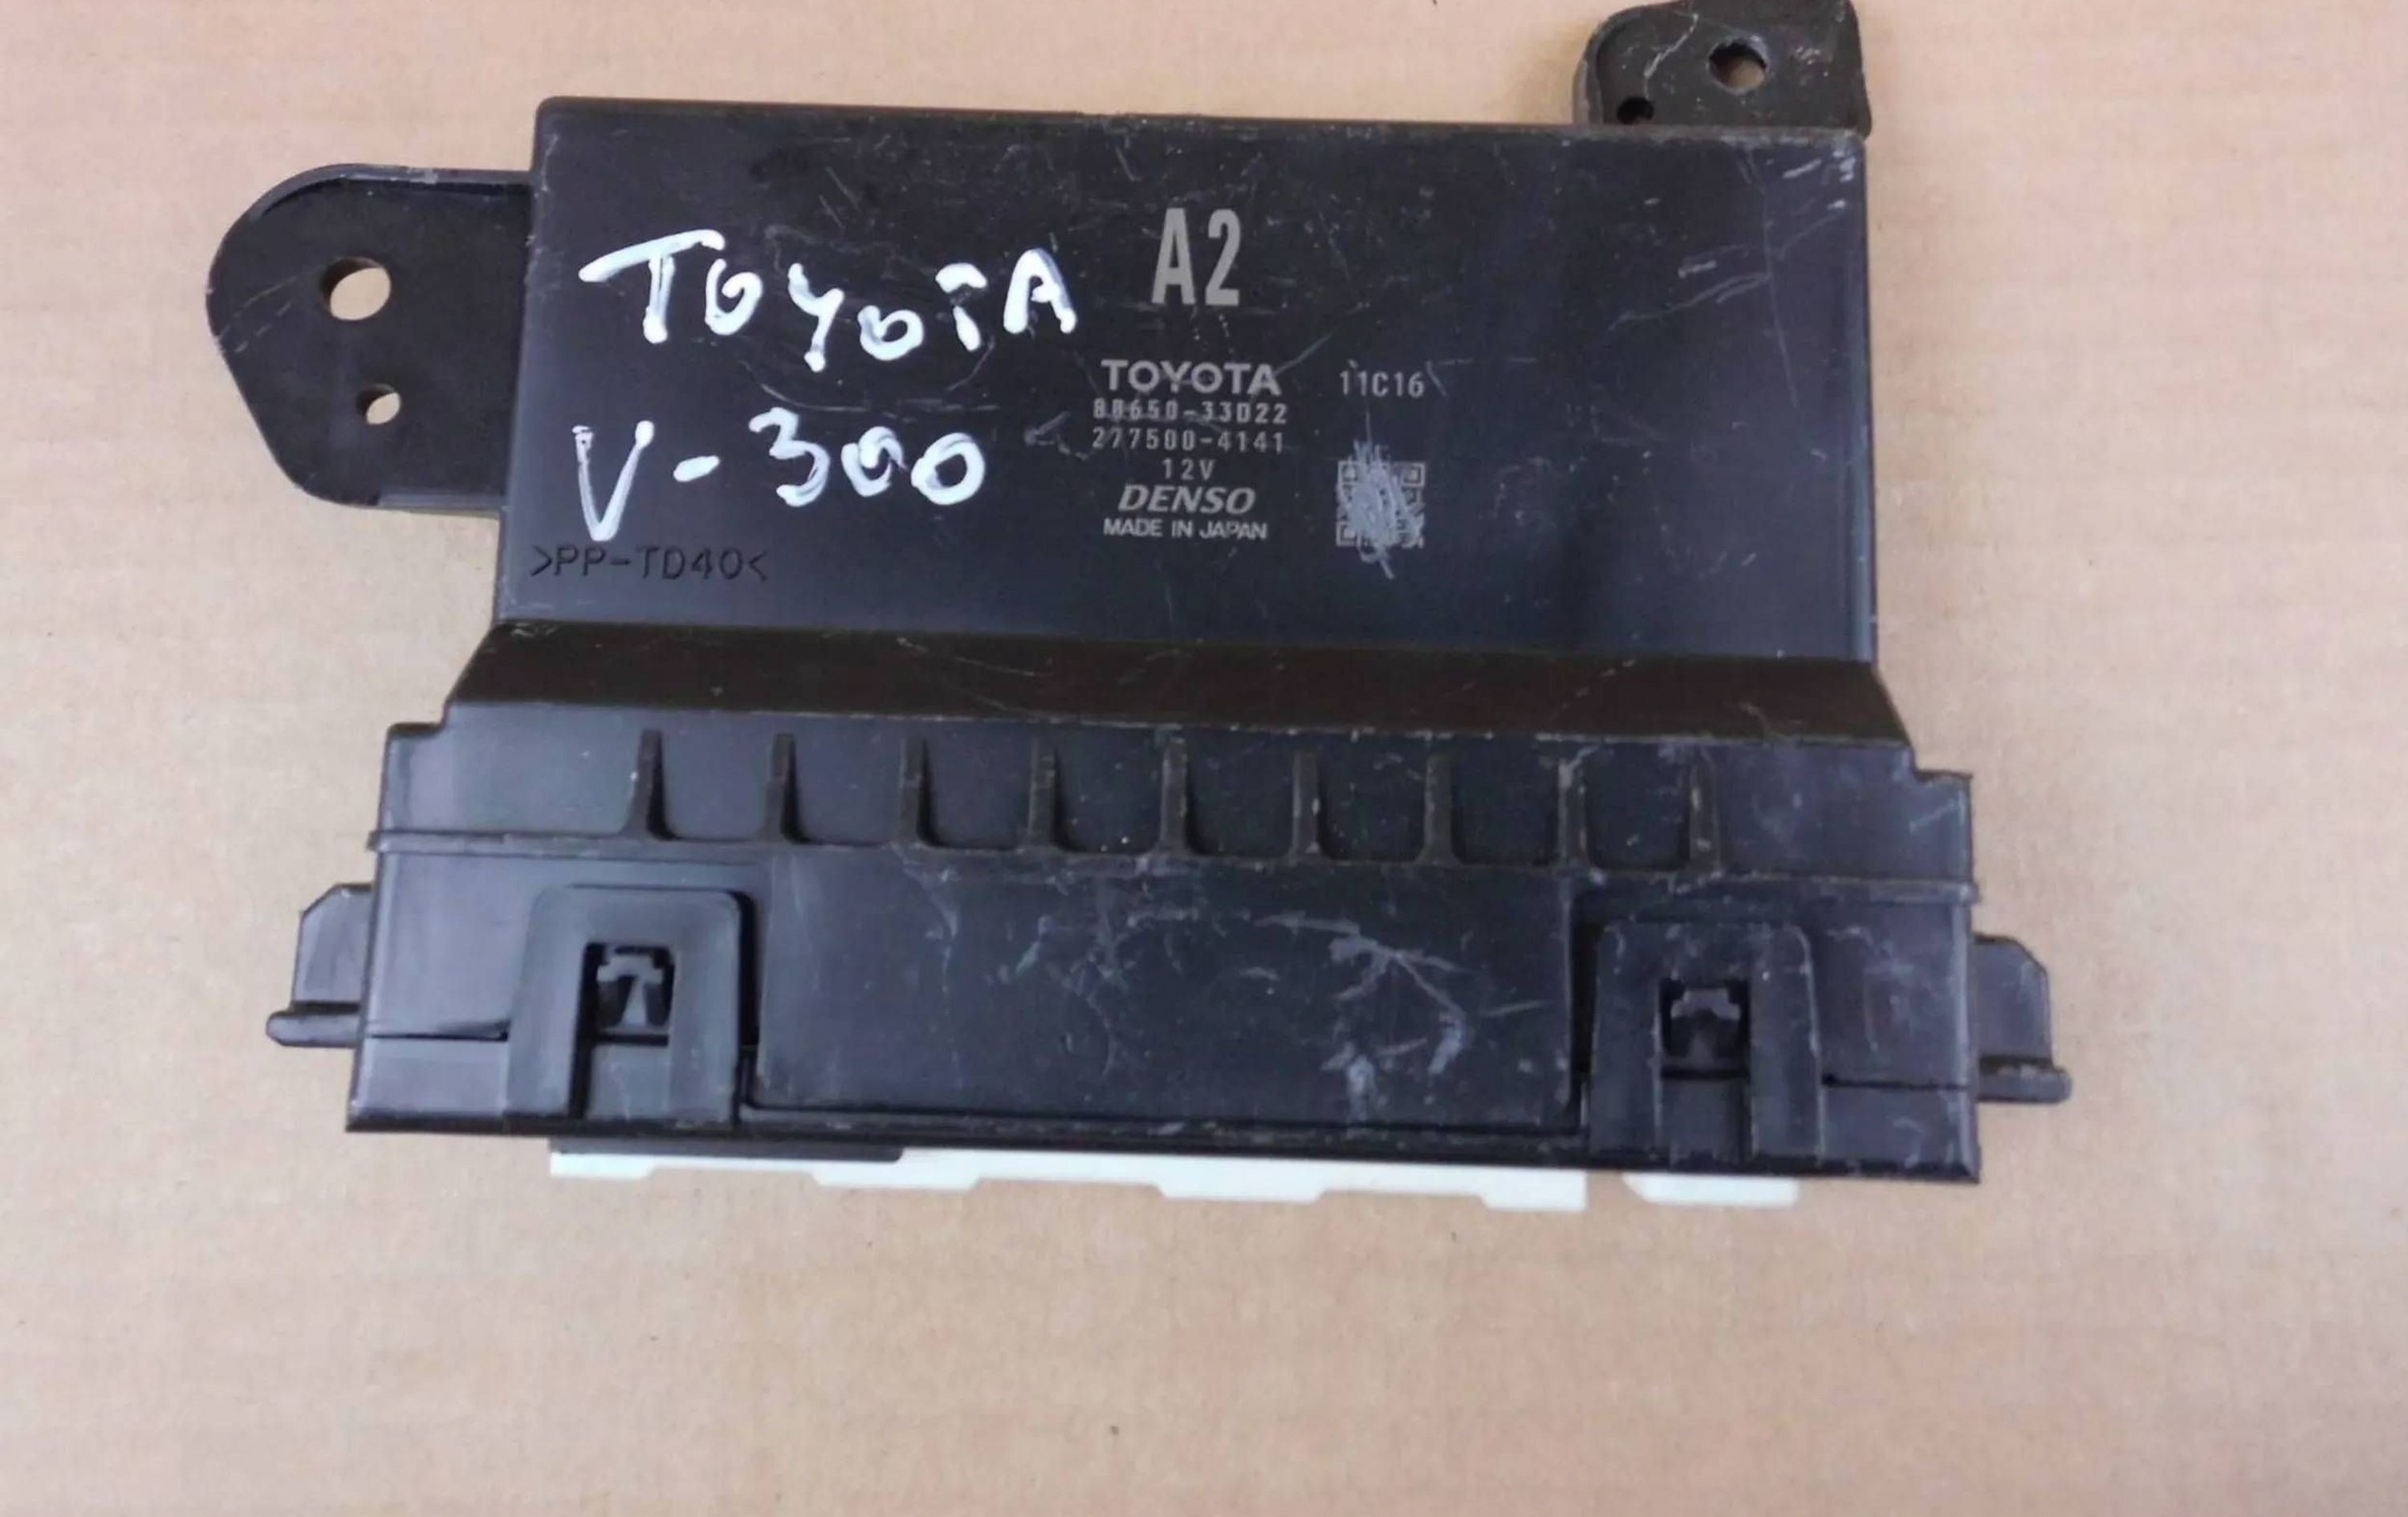 A2
TOYOTA
V-300
TOYOTA 11C16
88650-33D22
277500-4141
12V
DENSO
MADE IN JAPAN
>PP-TD40<